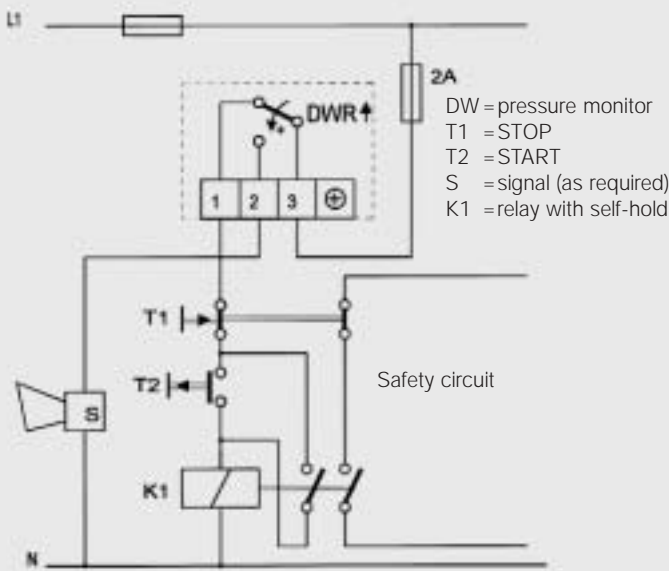 L1
2A
DWR
+
1 2 3
DW = pressure monitor
T1 = STOP
T2 = START
S = signal (as required)
K1 = relay with self-hold
T1
T2
Safety circuit
S
K1
N